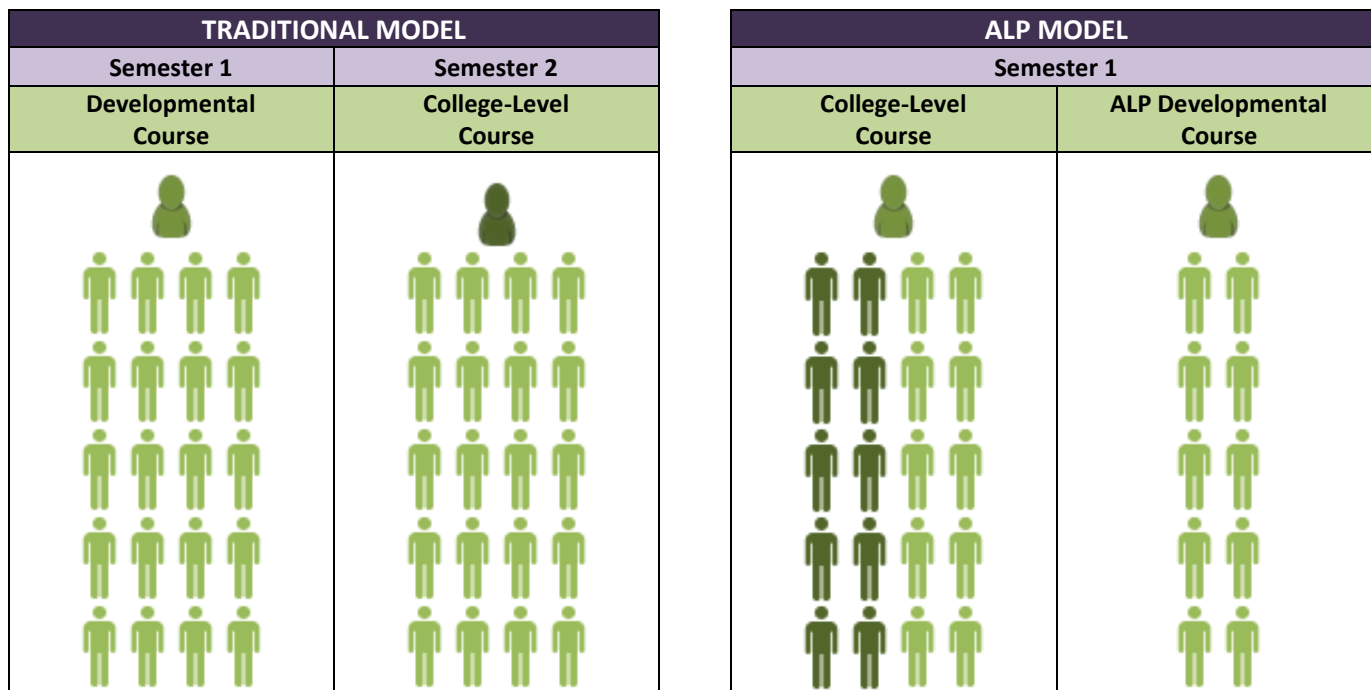 TRADITIONAL MODEL
Semester 1
Semester 2
Developmental
Course
College-Level
Course
ALP MODEL
Semester 1
College-Level
Course
ALP Developmental
Course